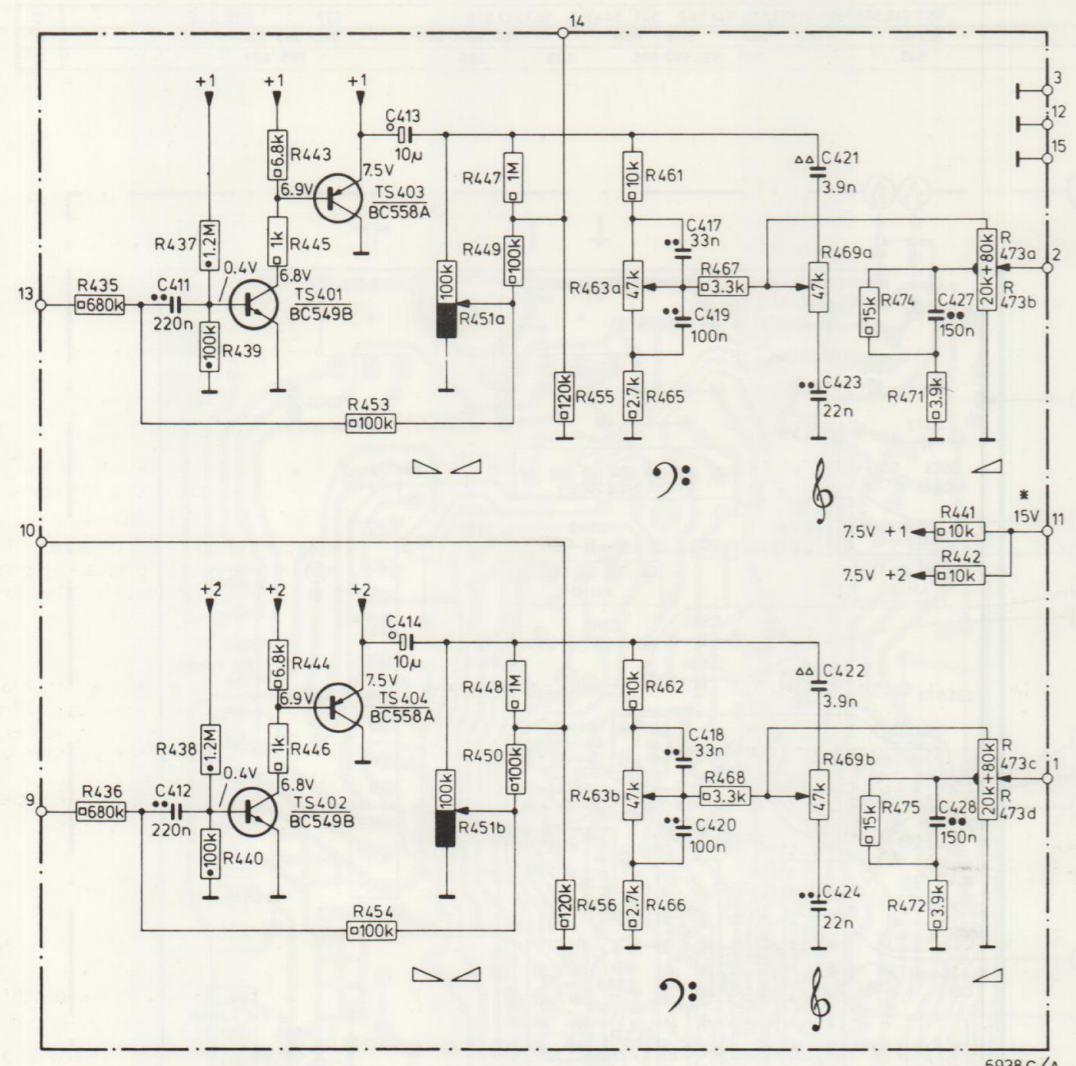 14
3
12
15
+1 +1 +1
C413
10µ
R443
6.8k
7.5V
TS403
BC558A
6.9V
R447
1M
R461
10k
C421
3.9n
R437
1.2M
R445
1k
0.4V
6.8V
R449
100k
C417
33n
R469a
47k
R
473a
2
20k+80k
R
473b
13
R435
680k
C411
220n
TS401
BC549B
100k
R439
100k
R451a
R463a
47k
R467
3.3k
C419
100n
R474
15k
C427
150n
R453
100k
R455
120k
R465
2.7k
C423
22n
R471
3.9k
*
15V
11
10
R441
7.5V +1
10k
R442
7.5V +2
10k
+2 +2 +2
C414
10µ
R444
6.8k
7.5V
TS404
BC558A
6.9V
R448
1M
R462
10k
C422
3.9n
R438
1.2M
R446
1k
0.4V
6.8V
R450
100k
C418
33n
R469b
47k
R
473c
1
20k+80k
R
473d
9
R436
680k
C412
220n
TS402
BC549B
100k
R440
100k
R451b
R463b
47k
R468
3.3k
C420
100n
R475
15k
C428
150n
R454
100k
R456
120k
R466
2.7k
C424
22n
R472
3.9k